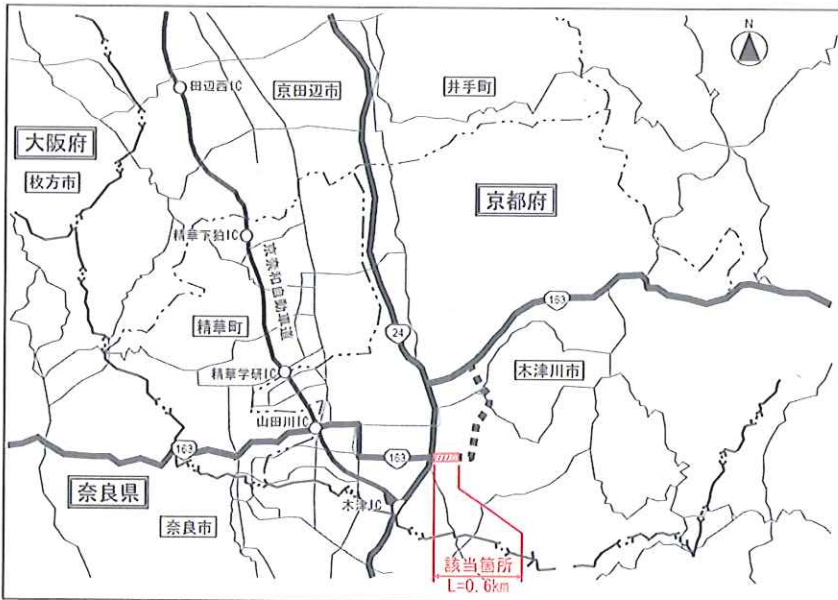 N
田辺西IC
京田辺市
井手町
大阪府
枚方市
京都府
精華下狛IC
京奈和自動車道
163
精華町
24
精華学研IC
木津川市
山田川IC
163
163
奈良県
奈良市
木津IC
該当箇所
L=0.6km